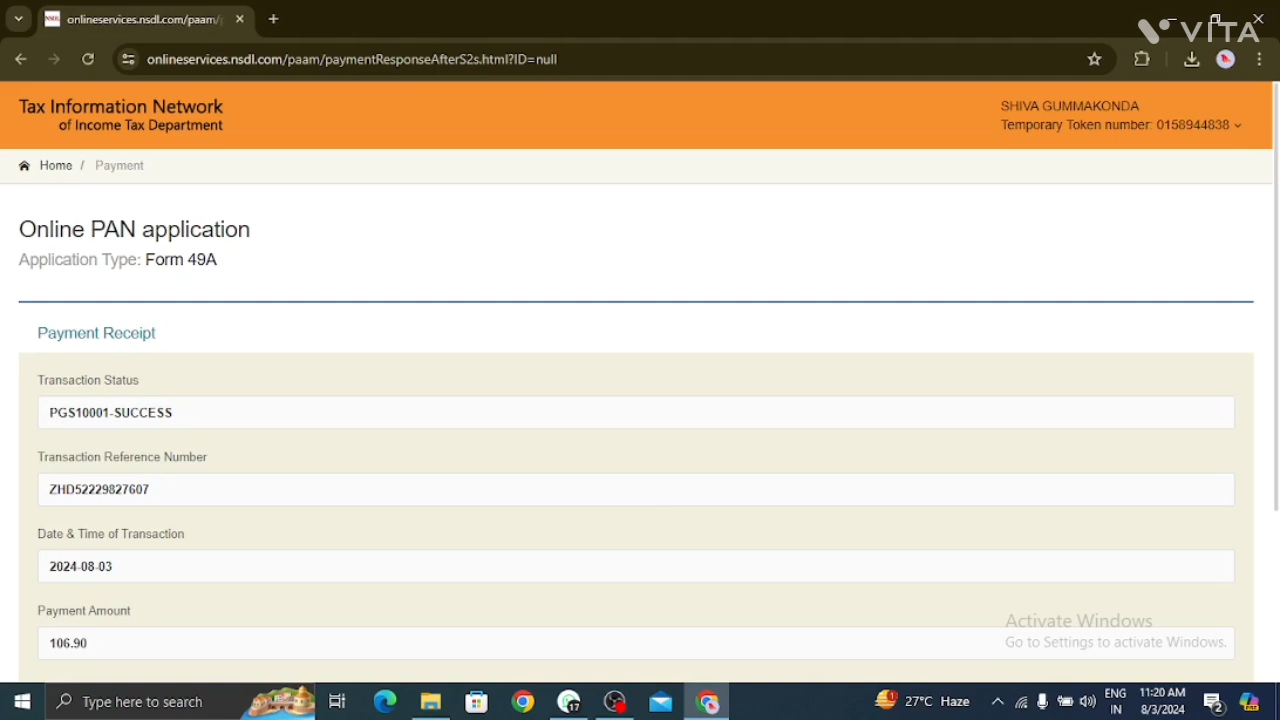 onlineservices.nsdl.com/paam/p
VITA
onlineservices.nsdl.com/paam/paymentResponseAfterS2s.html?ID=null
Tax Information Network
of Income Tax Department
SHIVA GUMMAKONDA
Temporary Token number: 0158944838
Home / Payment
Online PAN application
Application Type: Form 49A
Payment Receipt
Transaction Status
PGS10001-SUCCESS
Transaction Reference Number
ZHD52229827607
Date & Time of Transaction
2024-08-03
Payment Amount
106.90
Activate Windows
Go to Settings to activate Windows.
Type here to search
17
1
27°C Haze
ENG
IN
11:20 AM
8/3/2024
2